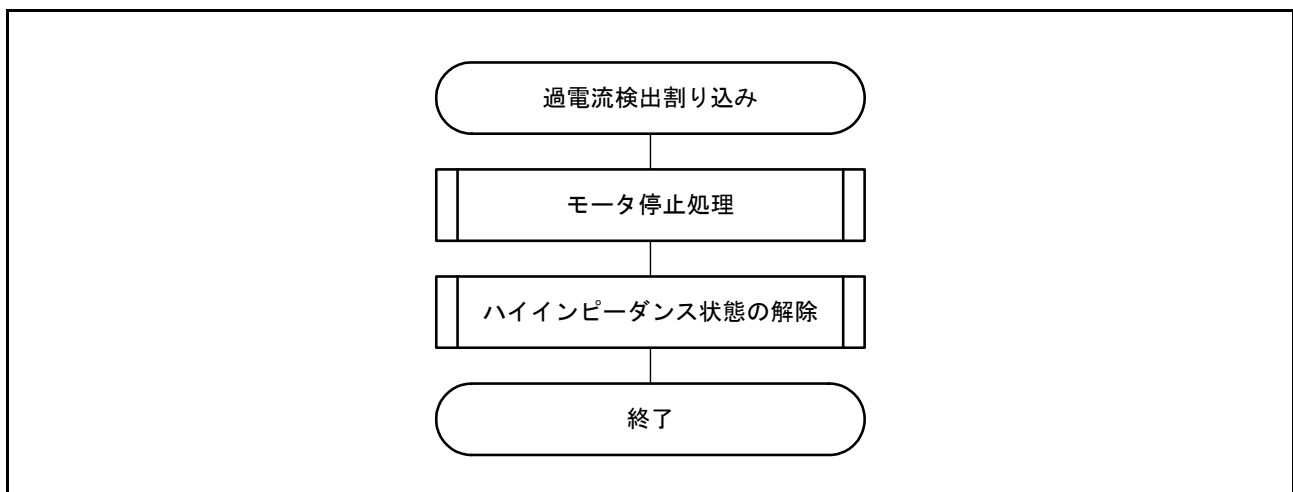 過電流検出割り込み
モータ停止処理
ハイインピーダンス状態の解除
終了